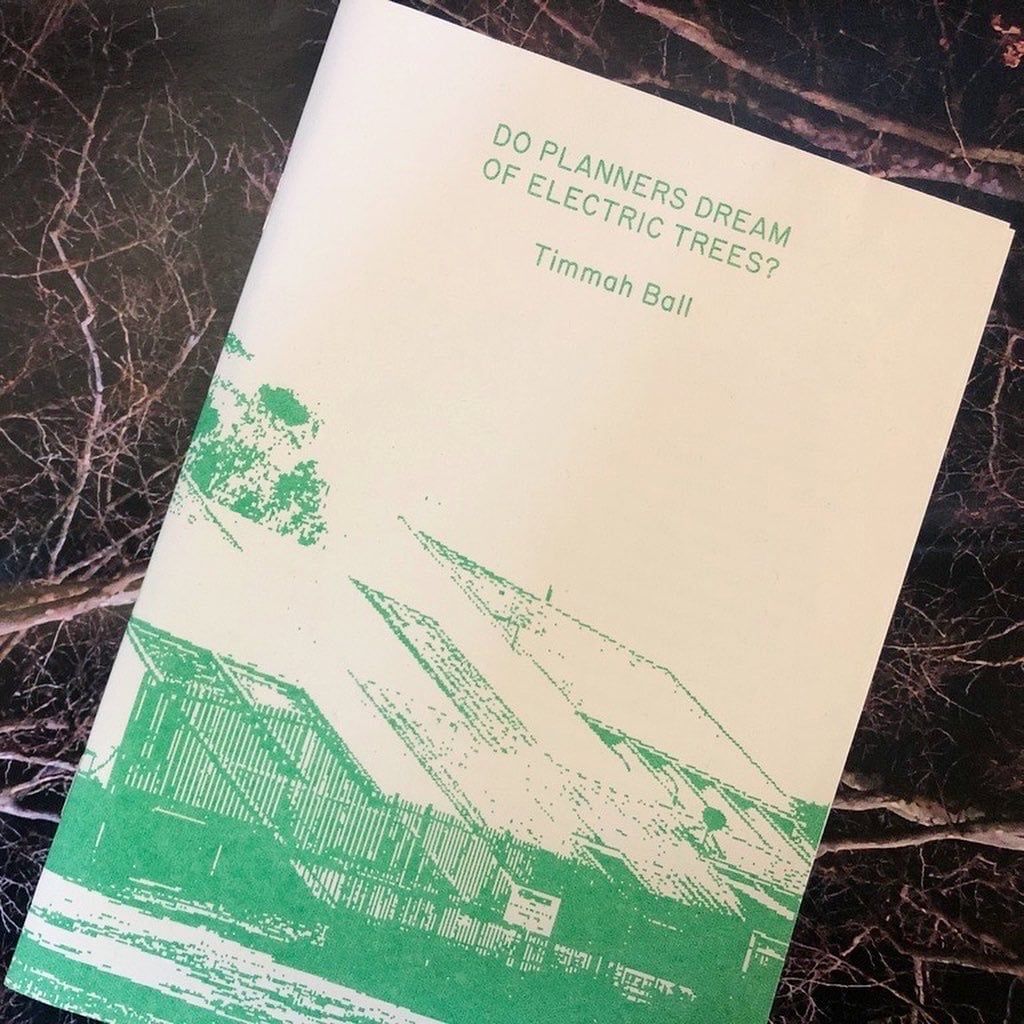 DO PLANNERS DREAM
OF ELECTRIC TREES?
Timmah Ball